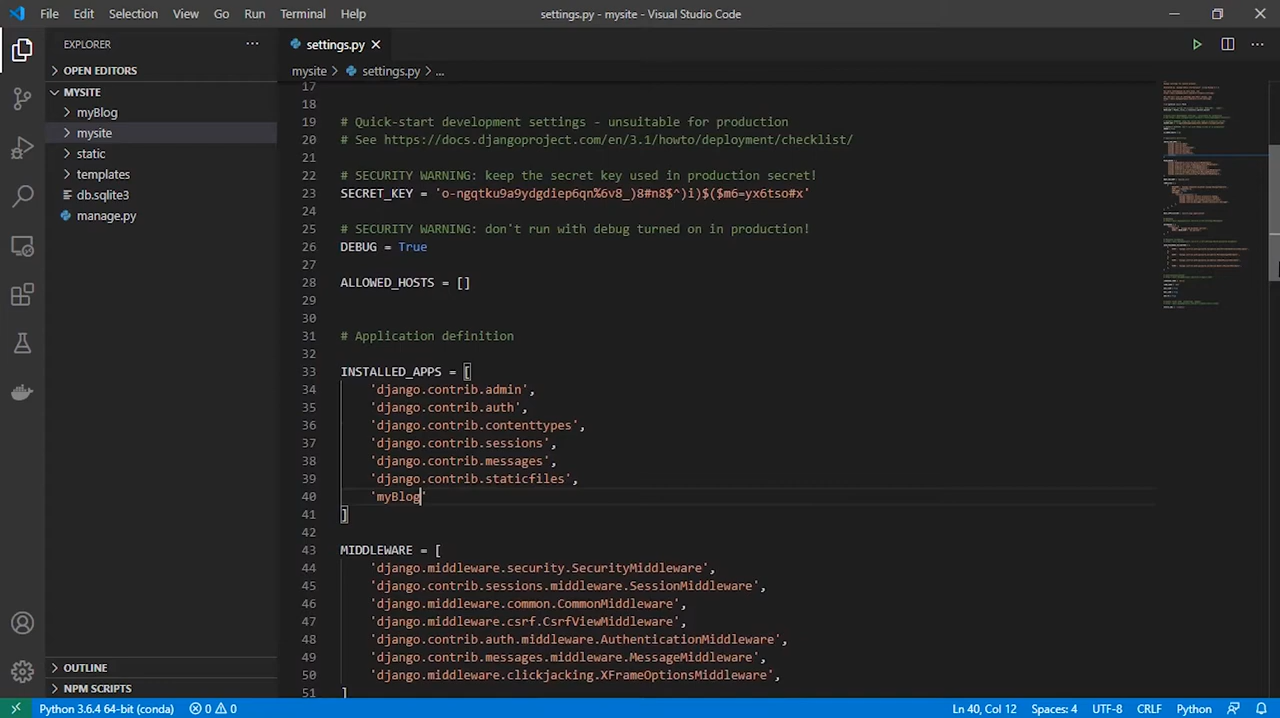 File Edit Selection View Go Run Terminal Help settings.py - mysite - Visual Studio Code
EXPLORER
OPEN EDITORS
MYSITE
myBlog
mysite
static
templates
db.sqlite3
manage.py
OUTLINE
NPM SCRIPTS
settings.py
mysite > settings.py > ...
17
18
19 # Quick-start development settings - unsuitable for production
20 # See https://docs.djangoproject.com/en/3.1/howto/deployment/checklist/
21
22 # SECURITY WARNING: keep the secret key used in production secret!
23 SECRET_KEY = 'o-ngqtku9a9ydgdiep6qn%6v8_)8#n8$^)i)$($m6=yx6tso#x'
24
25 # SECURITY WARNING: don't run with debug turned on in production!
26 DEBUG = True
27
28 ALLOWED_HOSTS = []
29
30
31 # Application definition
32
33 INSTALLED_APPS = [
34 'django.contrib.admin',
35 'django.contrib.auth',
36 'django.contrib.contenttypes',
37 'django.contrib.sessions',
38 'django.contrib.messages',
39 'django.contrib.staticfiles',
40 'myBlog'
41 ]
42
43 MIDDLEWARE = [
44 'django.middleware.security.SecurityMiddleware',
45 'django.contrib.sessions.middleware.SessionMiddleware',
46 'django.middleware.common.CommonMiddleware',
47 'django.middleware.csrf.CsrfViewMiddleware',
48 'django.contrib.auth.middleware.AuthenticationMiddleware',
49 'django.contrib.messages.middleware.MessageMiddleware',
50 'django.middleware.clickjacking.XFrameOptionsMiddleware',
51 ]
Python 3.6.4 64-bit (conda) 0 0 Ln 40, Col 12 Spaces: 4 UTF-8 CRLF Python